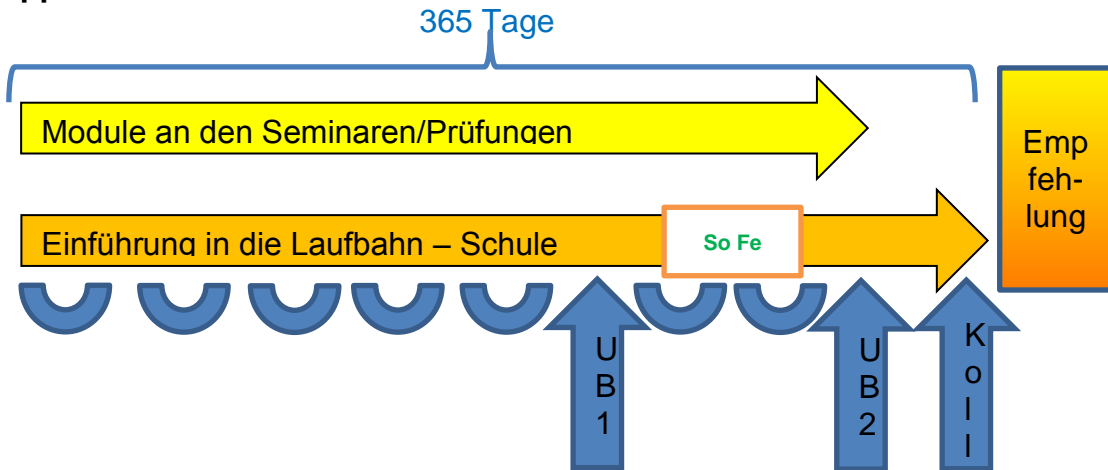 365 Tage
Module an den Seminaren/Prüfungen
Emp
feh-
lung
Einführung in die Laufbahn – Schule
So Fe
U
B
1
U
B
2
K
o
l
l